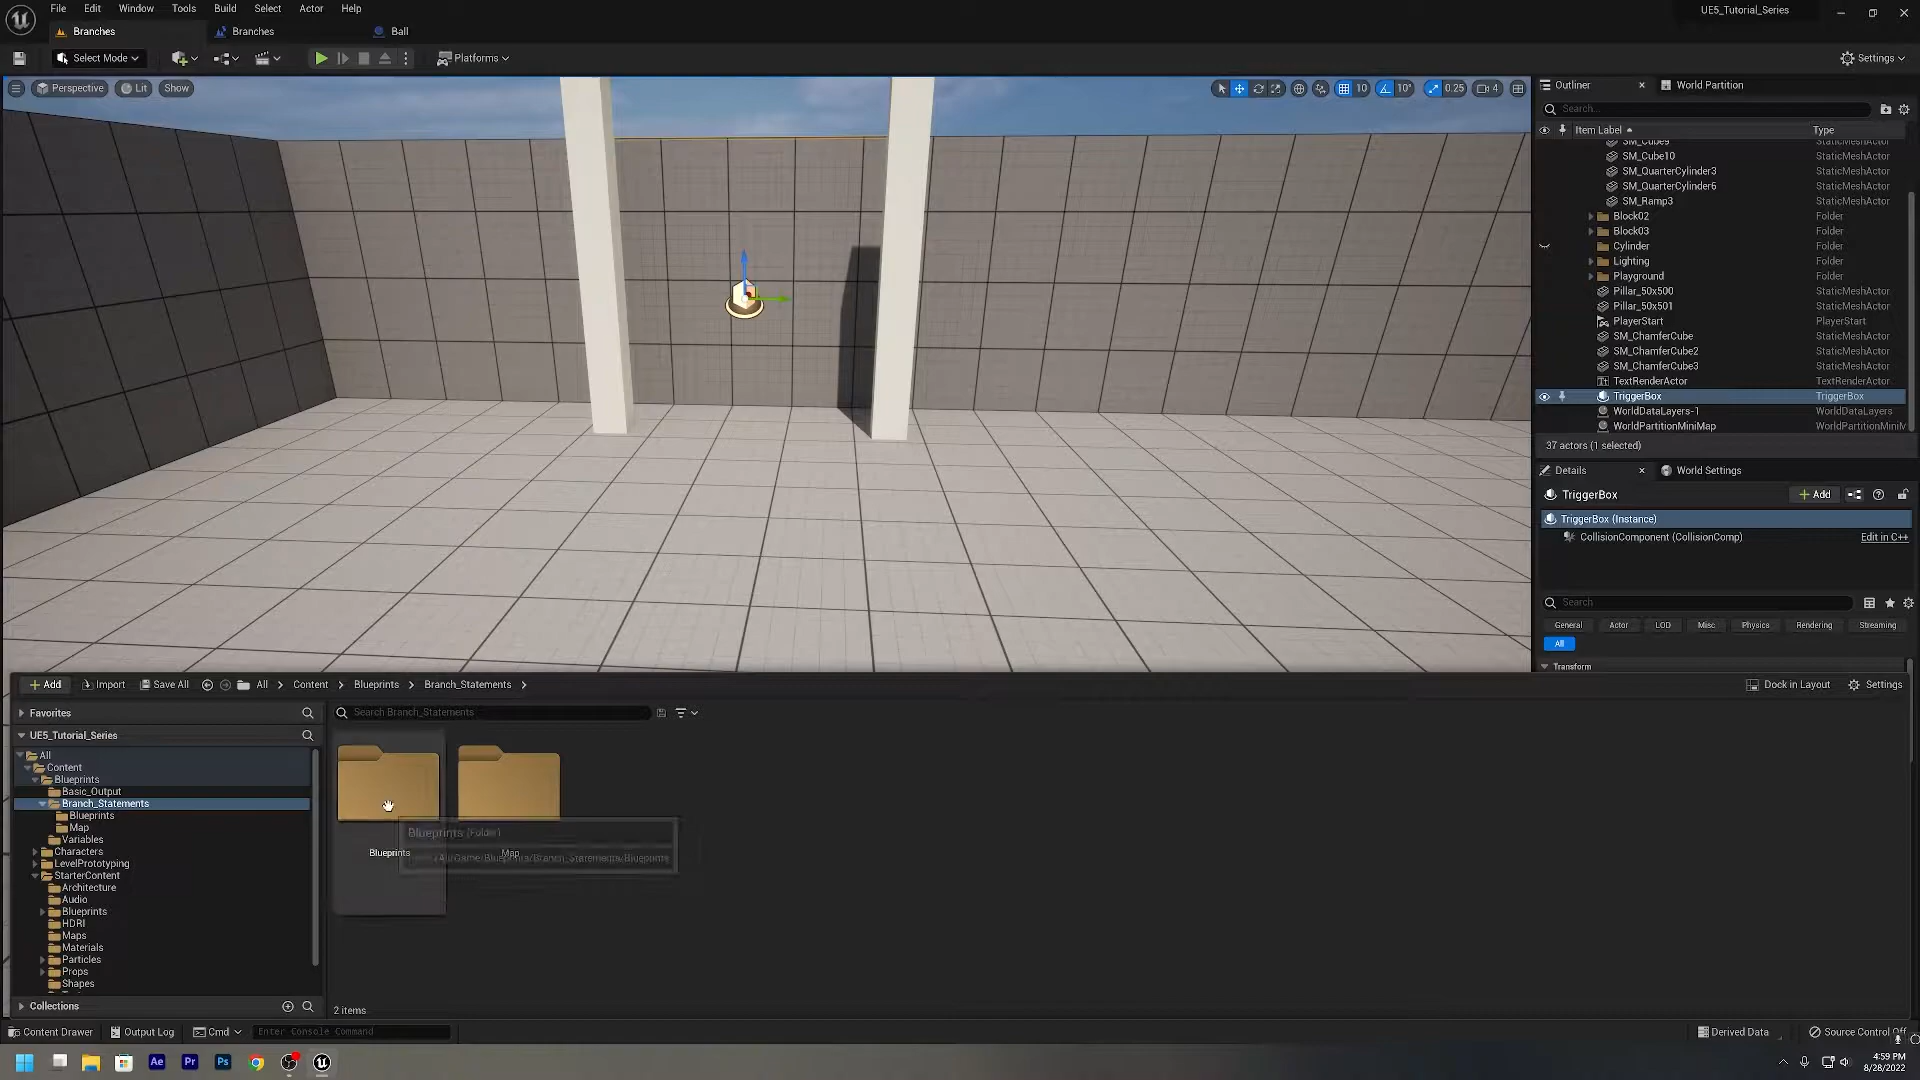 File Edit Window Tools Build Select Actor Help
UE5_Tutorial_Series
Branches Branches Ball
Select Mode Platforms Settings
Perspective Lit Show
10 10° 0.25 4
Outliner World Partition
Search...
Item Label Type
SM_Cube9 StaticMeshActor
SM_Cube10 StaticMeshActor
SM_QuarterCylinder3 StaticMeshActor
SM_QuarterCylinder6 StaticMeshActor
SM_Ramp3 StaticMeshActor
Block02 Folder
Block03 Folder
Cylinder Folder
Lighting Folder
Playground Folder
Pillar_50x500 StaticMeshActor
Pillar_50x501 StaticMeshActor
PlayerStart PlayerStart
SM_ChamferCube StaticMeshActor
SM_ChamferCube2 StaticMeshActor
SM_ChamferCube3 StaticMeshActor
TextRenderActor TextRenderActor
TriggerBox TriggerBox
WorldDataLayers-1 WorldDataLayers
WorldPartitionMiniMap WorldPartitionMiniM
37 actors (1 selected)
Details World Settings
TriggerBox Add
TriggerBox (Instance)
CollisionComponent (CollisionComp) Edit in C++
Search
General Actor LOD Misc Physics Rendering Streaming
All
Transform
Add Import Save All All Content Blueprints Branch_Statements
Dock in Layout Settings
Favorites
Search Branch_Statements
UE5_Tutorial_Series
All
Content
Blueprints
Basic_Output
Branch_Statements
Blueprints
Map
Variables
Characters
LevelPrototyping
StarterContent
Architecture
Audio
Blueprints
HDRI
Maps
Materials
Particles
Props
Shapes
Collections
Blueprints (Folder)
Blueprints Map
/All/Game/Blueprints/Branch_Statements/Blueprints
2 items
Content Drawer Output Log Cmd Enter Console Command
Derived Data Source Control Off
Ae Pr Ps
4:59 PM
8/28/2022